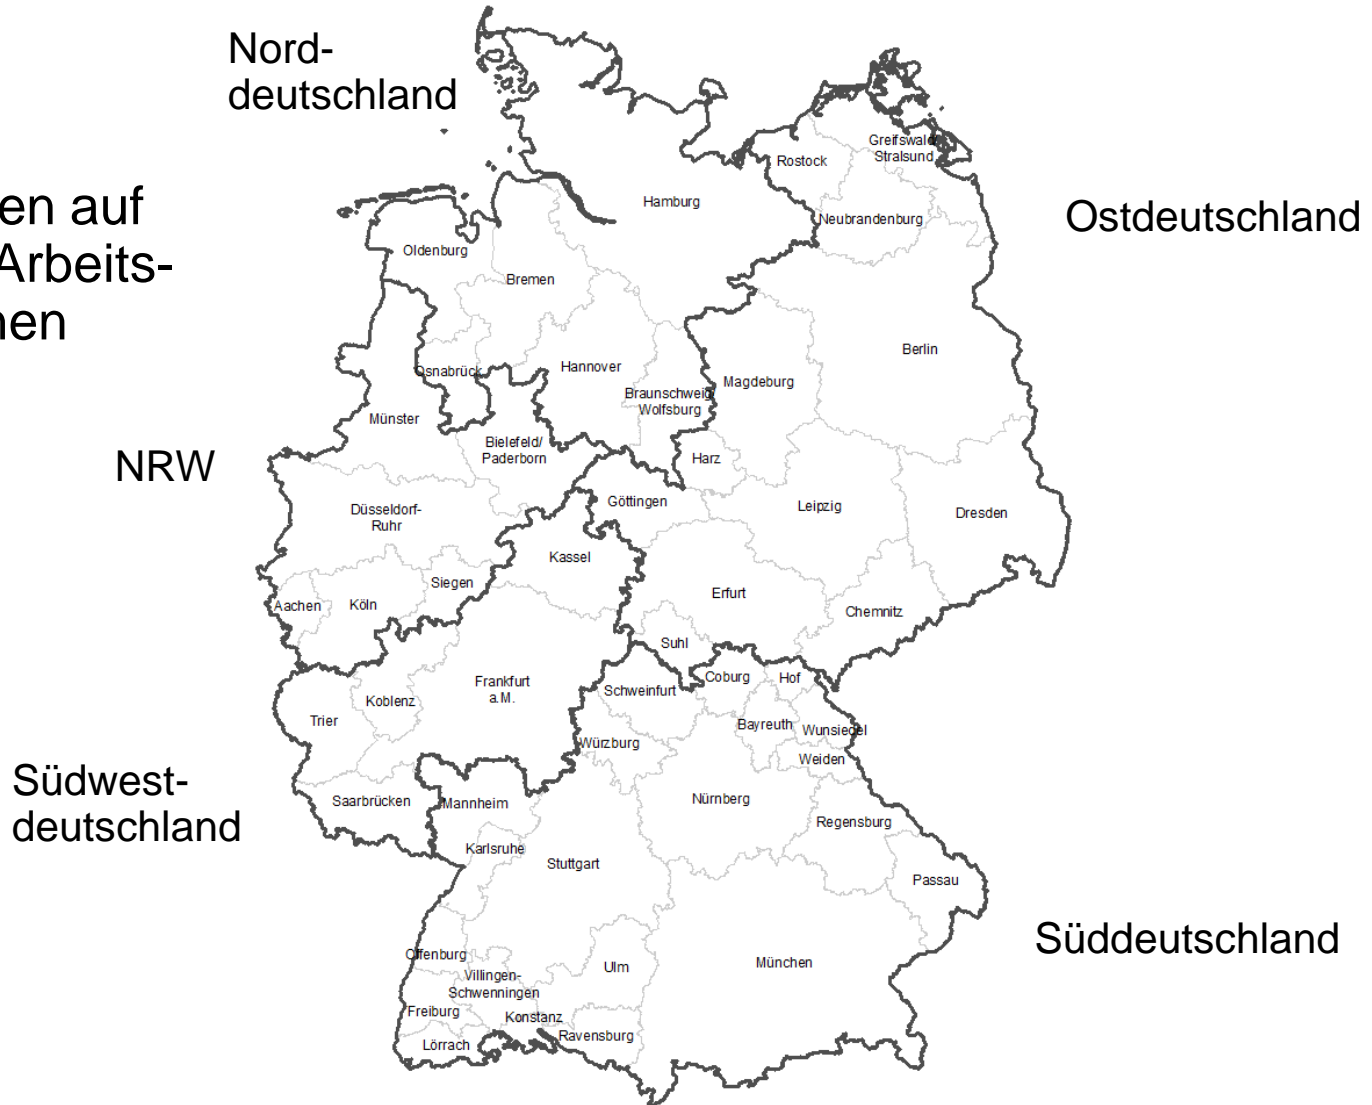 Nord-
deutschland
en auf
Arbeits-
nen
Ostdeutschland
NRW
Südwest-
deutschland
Süddeutschland
Rostock
Greifswald/
Stralsund
Hamburg
Neubrandenburg
Oldenburg
Bremen
Berlin
Osnabrück
Hannover
Magdeburg
Braunschweig/
Wolfsburg
Münster
Bielefeld/
Paderborn
Harz
Göttingen
Leipzig
Dresden
Düsseldorf-
Ruhr
Kassel
Siegen
Aachen
Köln
Erfurt
Chemnitz
Suhl
Frankfurt
a.M.
Koblenz
Schweinfurt
Coburg
Hof
Trier
Bayreuth
Wunsiedel
Würzburg
Weiden
Saarbrücken
Mannheim
Nürnberg
Regensburg
Karlsruhe
Stuttgart
Passau
Offenburg
Villingen-
Schwenningen
Ulm
München
Freiburg
Konstanz
Ravensburg
Lörrach